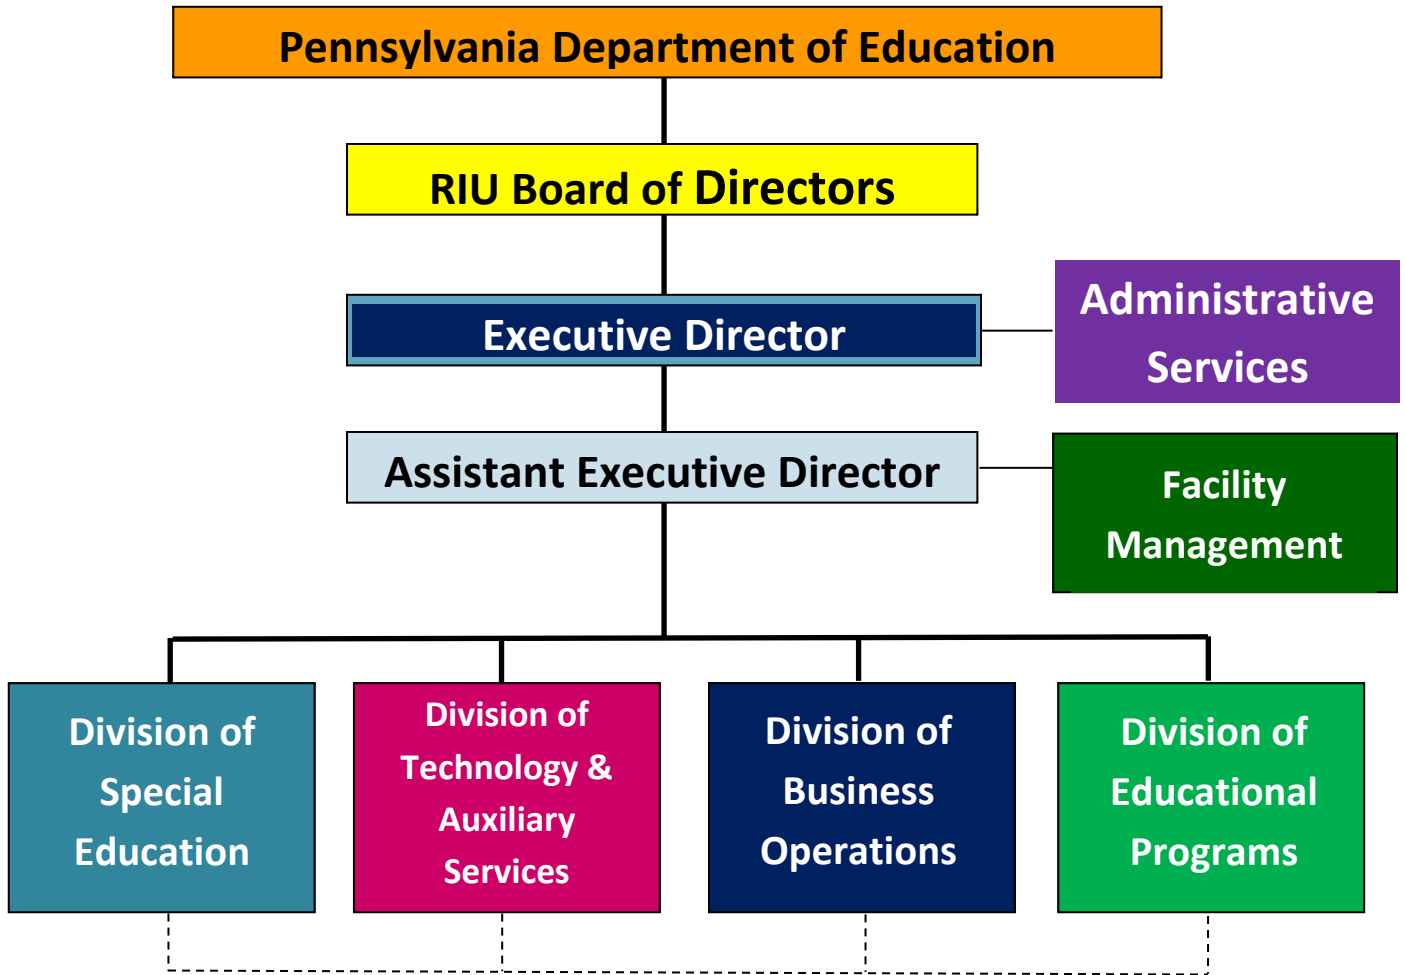 Pennsylvania Department of Education
RIU Board of Directors
Executive Director
Administrative
Services
Assistant Executive Director
Facility
Management
Division of
Special
Education
Division of
Technology &
Auxiliary
Services
Division of
Business
Operations
Division of
Educational
Programs